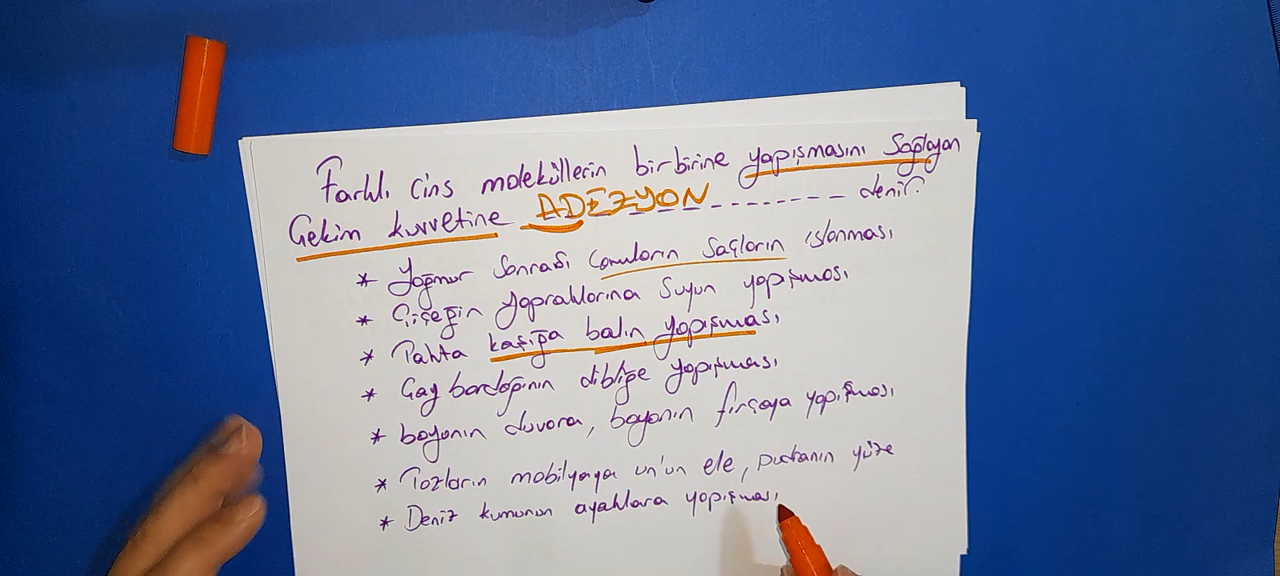 Farklı cins moleküllerin birbirine yapışmasını sağlayan
Çekim kuvvetine ADEZYON denir.
* Yağmur sonrası camların saçların ıslanması
* Çiçeğin yapraklarına suyun yapışması
* Tahta kaşığa balın yapışması
* Çay bardağının dibliğe yapışması
* boyanın duvara, boyanın fırçaya yapışması
* Tozların mobilyaya un'un ele, pudranın yüze
* Deniz kumunun ayaklara yapışması